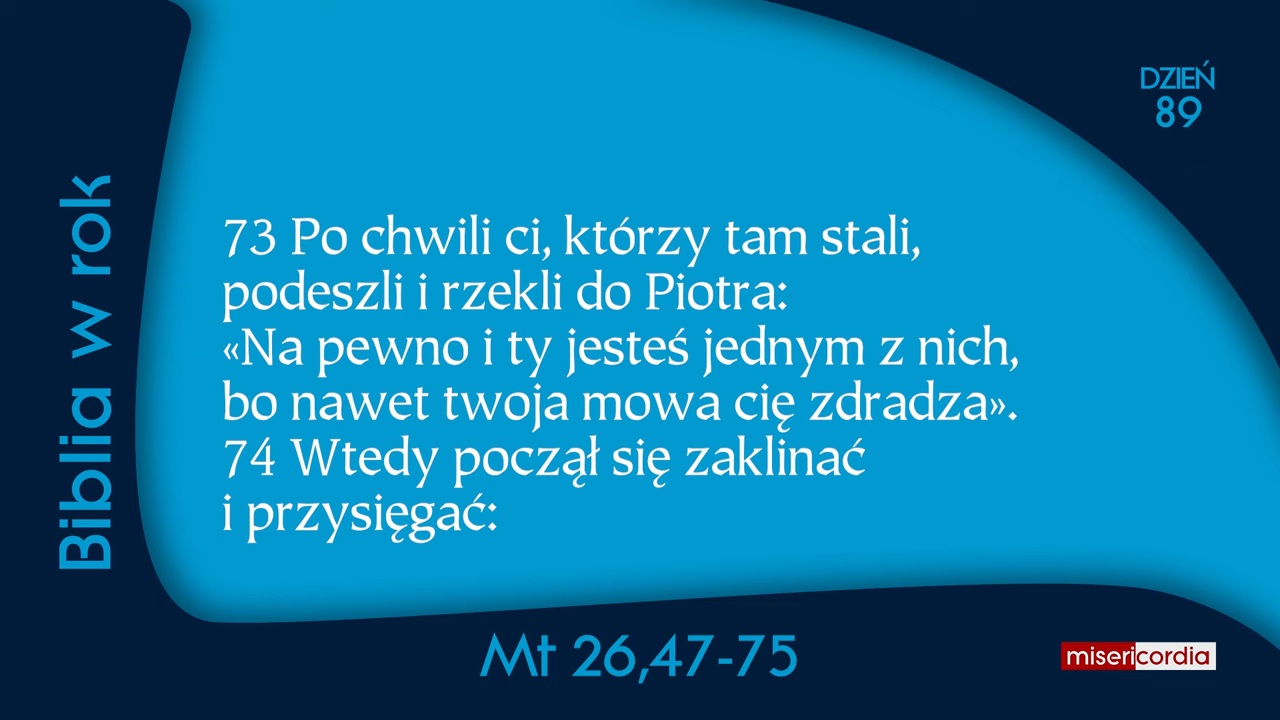 Biblia w rok
DZIEŃ
89
73 Po chwili ci, którzy tam stali,
podeszli i rzekli do Piotra:
«Na pewno i ty jesteś jednym z nich,
bo nawet twoja mowa cię zdradza».
74 Wtedy począł się zaklinać
i przysięgać:
Mt 26,47-75
misericordia